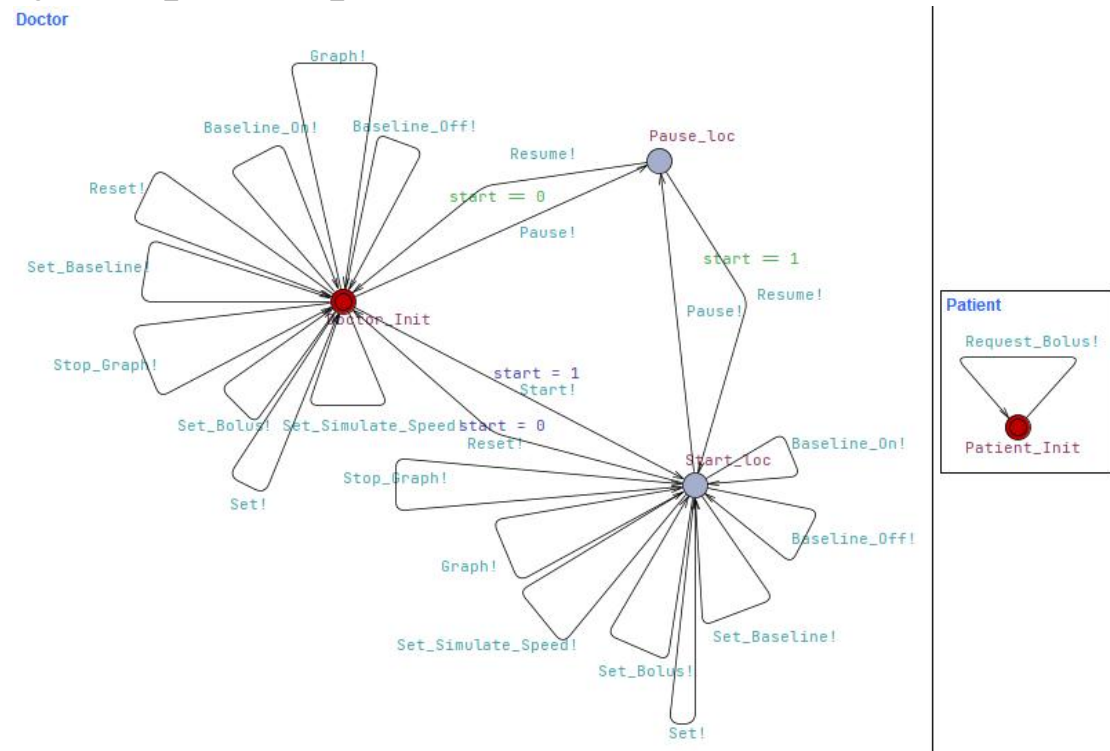 Doctor
Graph!
Baseline_On!
Baseline_Off!
Pause_loc
Resume!
Reset!
start == 0
Pause!
start == 1
Set_Baseline!
Resume!
Pause!
Doctor_Init
Patient
Request_Bolus!
Stop_Graph!
start = 1
Start!
Set_Bolus!
Set_Simulate_Speed!
start = 0
Reset!
Baseline_On!
Patient_Init
Start_loc
Stop_Graph!
Set!
Baseline_Off!
Graph!
Set_Baseline!
Set_Simulate_Speed!
Set_Bolus!
Set!